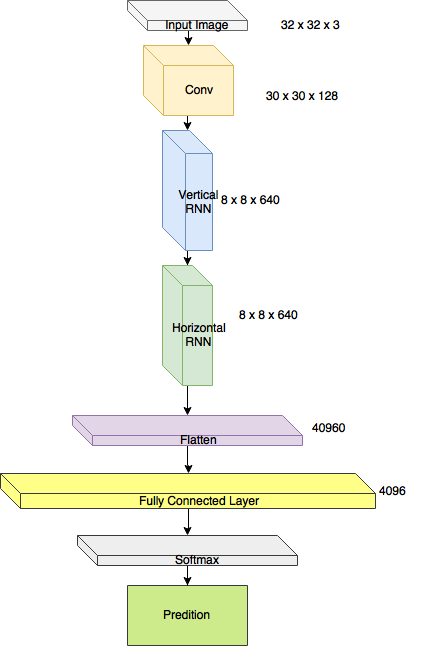 Input Image
32 x 32 x 3
Conv
30 x 30 x 128
Vertical
RNN
8 x 8 x 640
Horizontal
RNN
8 x 8 x 640
Flatten
40960
Fully Connected Layer
4096
Softmax
Predition